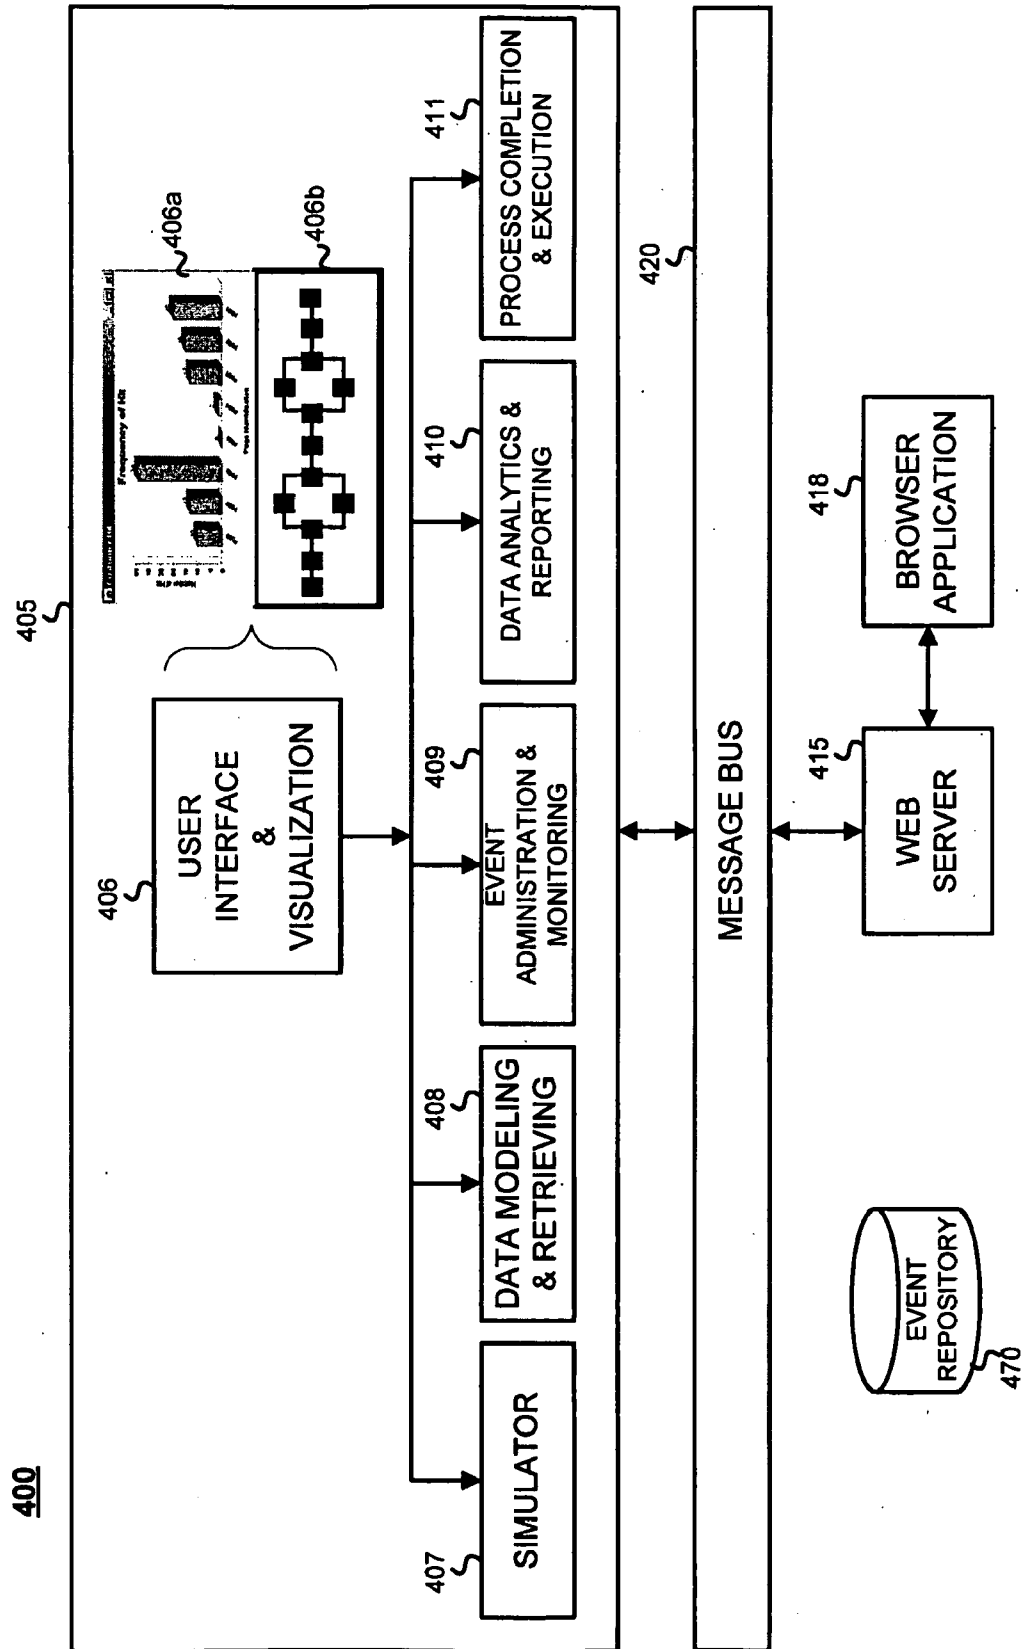 400
405
406
USER
INTERFACE
&
VISUALIZATION
Frequency of Hits
406a
406b
407
SIMULATOR
408
DATA MODELING
& RETRIEVING
409
EVENT
ADMINISTRATION &
MONITORING
410
DATA ANALYTICS &
REPORTING
411
PROCESS COMPLETION
& EXECUTION
420
MESSAGE BUS
470
EVENT
REPOSITORY
415
WEB
SERVER
418
BROWSER
APPLICATION